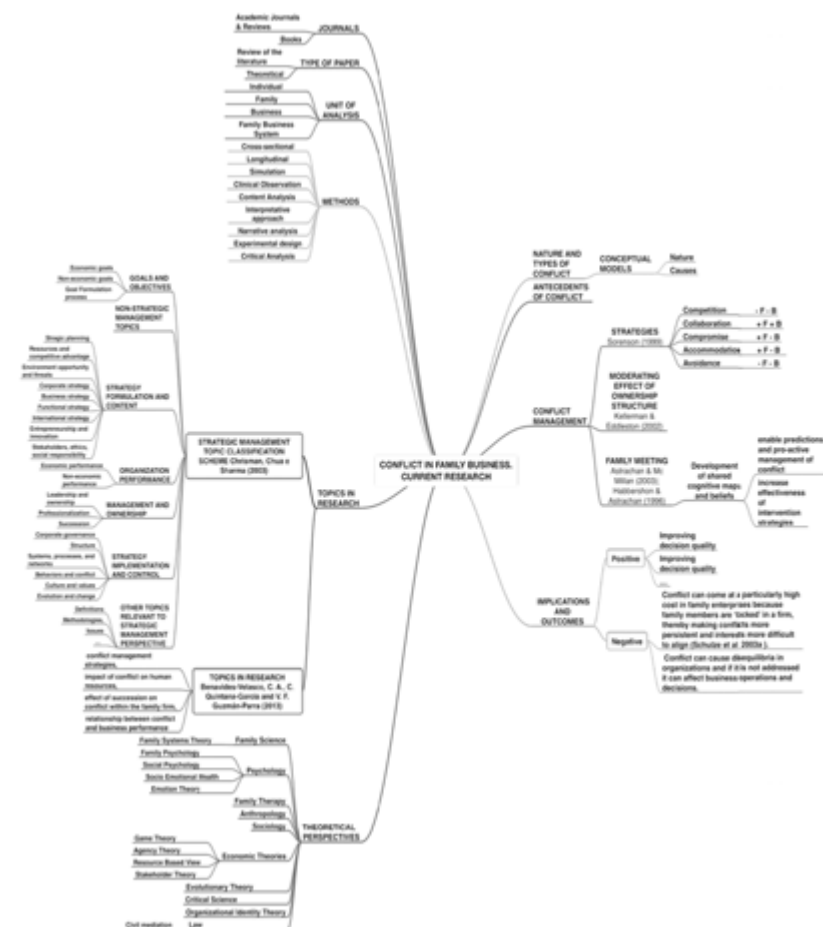 Academic Journals
& Reviews
Books
JOURNALS
Review of the
literature
Theoretical
TYPE OF PAPER
Individual
Family
Business
Family Business
System
UNIT OF
ANALYSIS
Cross-sectional
Longitudinal
Simulation
Clinical Observation
Content Analysis
Interpretative
approach
Narrative analysis
Experimental design
Critical Analysis
METHODS
Economic goals
Non-economic goals
Goal Formulation
process
GOALS AND
OBJECTIVES
NON-STRATEGIC
MANAGEMENT
TOPICS
planning
Resources and
competitive advantage
Environment opportunity
and threats
Corporate strategy
Business strategy
Functional strategy
International strategy
Entrepreneurship and
innovation
Stakeholders, ethics,
social responsibility
STRATEGY
FORMULATION AND
CONTENT
Economic performance
Non-economic
performance
ORGANIZATION
PERFORMANCE
Leadership and
ownership
Professionalization
Succession
MANAGEMENT AND
OWNERSHIP
Corporate governance
Structure
Systems, processes, and
networks
Behaviors and conflict
Culture and values
Evolution and change
STRATEGY
IMPLEMENTATION
AND CONTROL
Definitions
Methodologies
Issues
...
OTHER TOPICS
RELEVANT TO
STRATEGIC
MANAGEMENT
PERSPECTIVE
STRATEGIC MANAGEMENT
TOPIC CLASSIFICATION
SCHEME Chrisman, Chua e
Sharma (2003)
conflict management
strategies,
impact of conflict on human
resources,
effect of succession on
conflict within the family firm,
relationship between conflict
and business performance
TOPICS IN RESEARCH
Benavides-Velasco, C. A., C.
Quintana-García and V. F.
Guzmán-Parra (2013)
TOPICS IN
RESEARCH
Family Systems Theory
Family Science
Family Psychology
Social Psychology
Socio Emotional Wealth
Emotion Theory
Psychology
Family Therapy
Anthropology
Sociology
Game Theory
Agency Theory
Resource Based View
Stakeholder Theory
Economic Theories
Evolutionary Theory
Critical Science
Organizational Identity Theory
Civil mediation
Law
THEORETICAL
PERSPECTIVES
CONFLICT IN FAMILY BUSINESS.
CURRENT RESEARCH
NATURE AND
TYPES OF
CONFLICT
CONCEPTUAL
MODELS
Nature
Causes
ANTECEDENTS
OF CONFLICT
CONFLICT
MANAGEMENT
STRATEGIES
Sorenson (1999)
Competition - F - B
Collaboration + F + B
Compromise + F - B
Accommodation + F - B
Avoidance - F - B
MODERATING
EFFECT OF
OWNERSHIP
STRUCTURE
Kellerman &
Eddleston (2002)
FAMILY MEETING
Astrachan & Mc
Millan (2003);
Habbershon &
Astrachan (1996)
Development
of shared
cognitive maps
and beliefs
enable predictions
and pro-active
management of
conflict
increase
effectiveness
of
intervention
strategies
IMPLICATIONS
AND
OUTCOMES
Positive
Improving
decision quality
Improving
decision quality
...
Negative
Conflict can come at a particularly high
cost in family enterprises because
family members are 'locked' in a firm,
thereby making conflicts more
persistent and interests more difficult
to align (Schulze et al 2003a ).
Conflict can cause disequilibria in
organizations and if it is not addressed
it can affect business operations and
decisions.